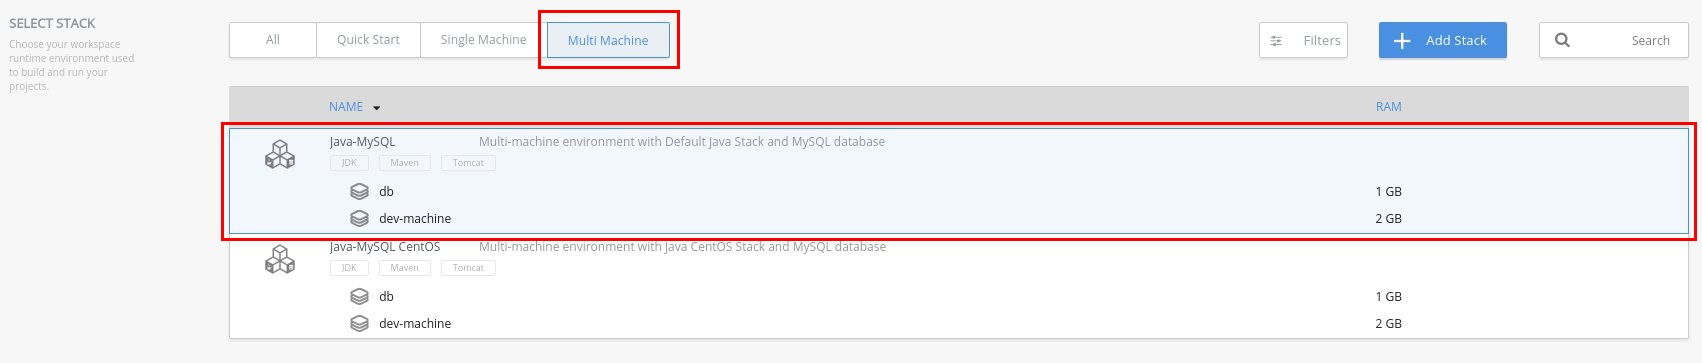 SELECT STACK
Choose your workspace
runtime environment used
to build and run your
projects.
All Quick Start Single Machine Multi Machine Filters Add Stack Search
NAME RAM
Java-MySQL Multi-machine environment with Default Java Stack and MySQL database
JDK Maven Tomcat
db 1 GB
dev-machine 2 GB
Java-MySQL CentOS Multi-machine environment with Java CentOS Stack and MySQL database
JDK Maven Tomcat
db 1 GB
dev-machine 2 GB